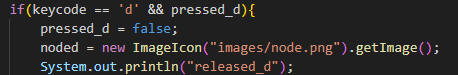 if(keycode == 'd' && pressed_d){
pressed_d = false;
noded = new ImageIcon("images/node.png").getImage();
System.out.println("released_d");